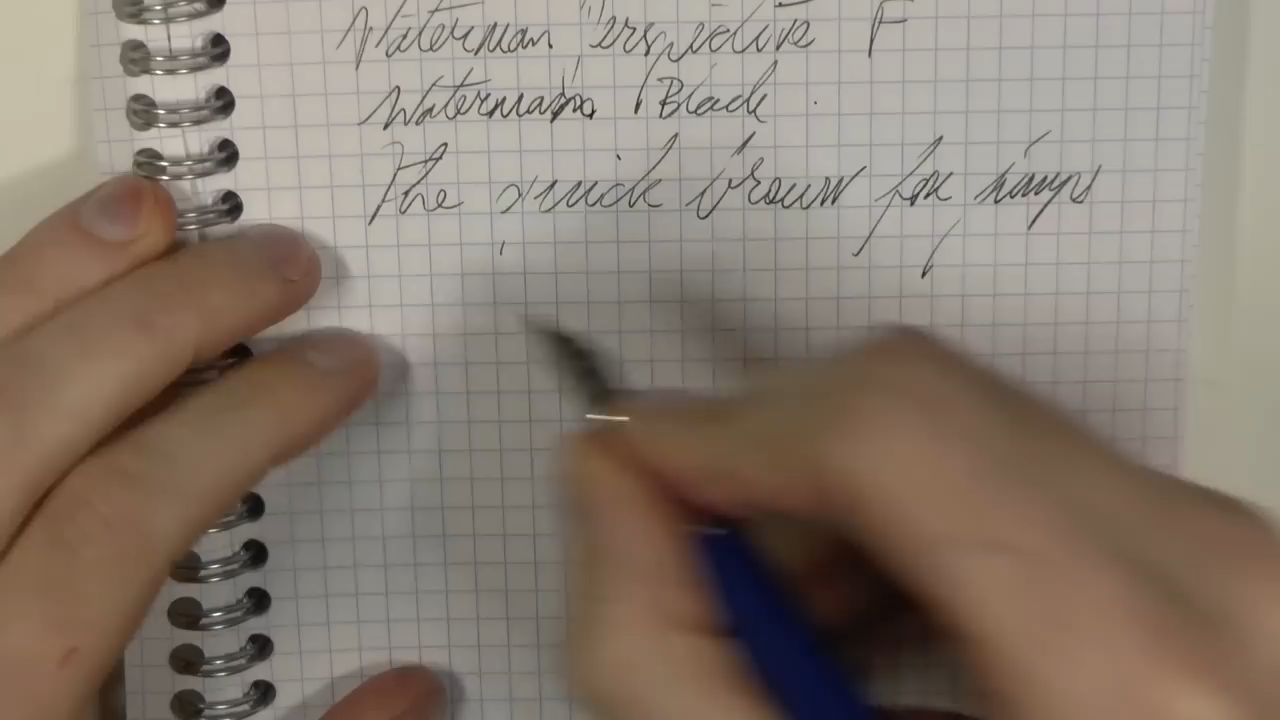 Waterman Perspective F
Waterman Black.
The quick brown fox jumps